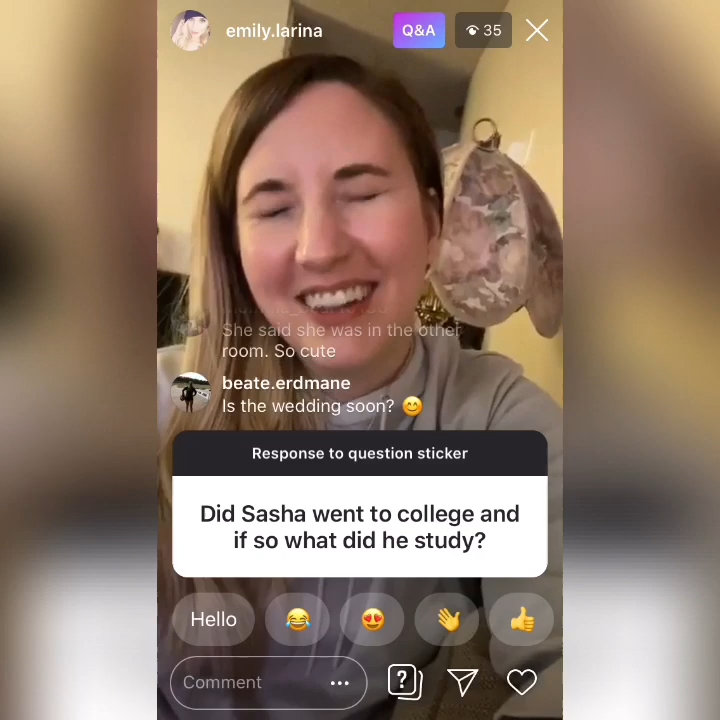 emily.larina
Q&A
35
She said she was in the other
room. So cute
beate.erdmane
Is the wedding soon? 😊
Response to question sticker
Did Sasha went to college and
if so what did he study?
Hello 😂 😍 👋 👍
Comment